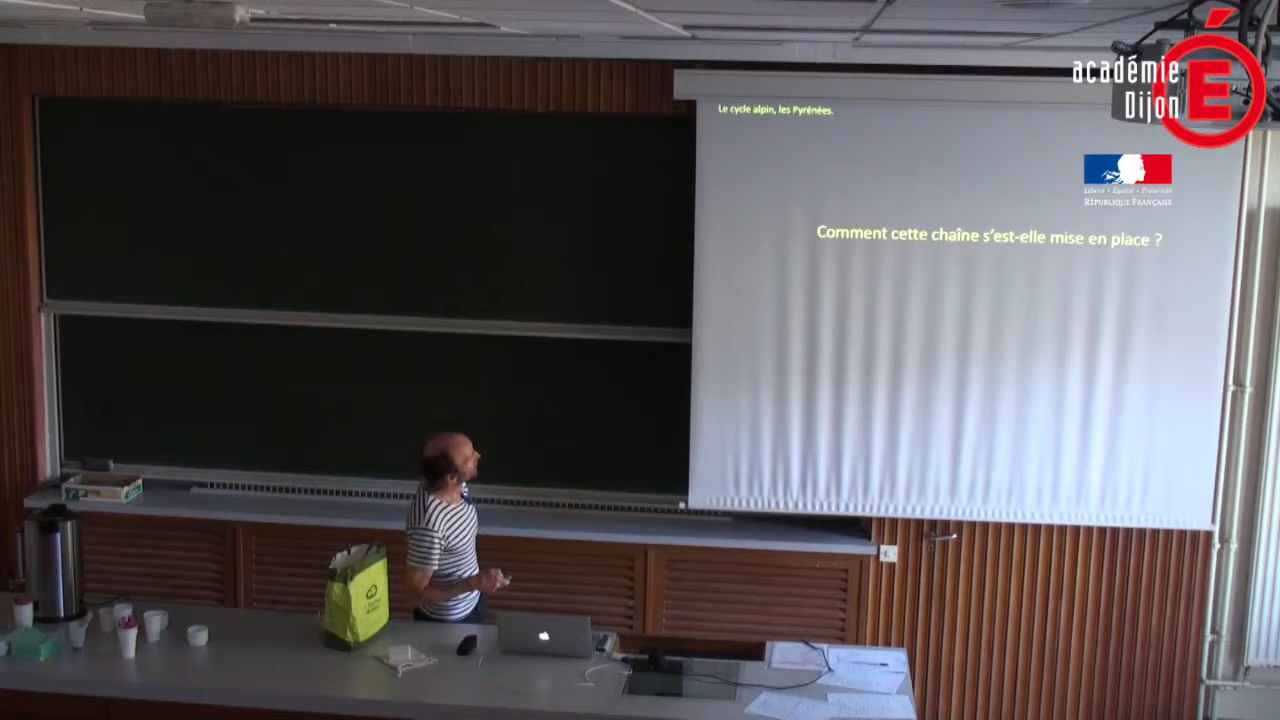 Le cycle alpin, les Pyrénées.
Comment cette chaîne s'est-elle mise en place ?
académie
Dijon
É
Liberté • Égalité • Fraternité
RÉPUBLIQUE FRANÇAISE